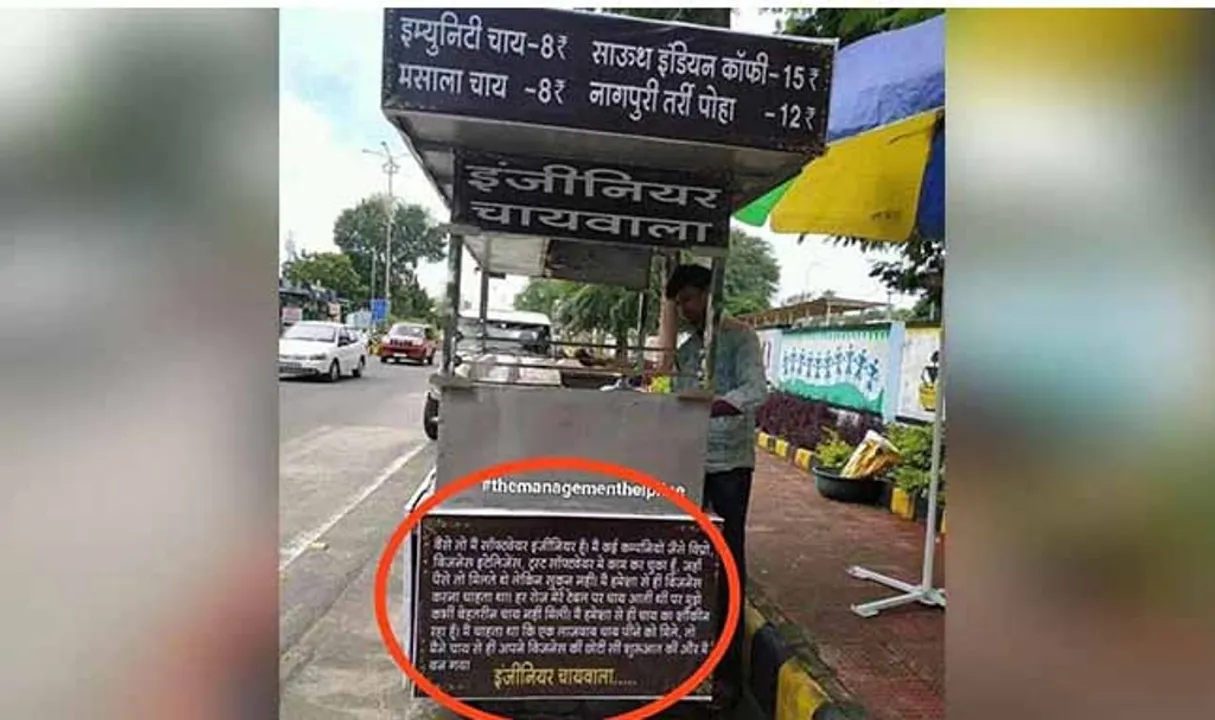 इम्युनिटी चाय-8₹ साऊथ इंडियन कॉफी-15₹
मसाला चाय -8₹ नागपुरी तर्री पोहा -12₹
इंजीनियर
चायवाला
#themanagementhelpline
वैसे तो मैं सॉफ्टवेयर इंजीनियर हूँ। मैं कई कम्पनियों जैसे विप्रो,
बिजनेस इंटेलिजेंस, ट्रस्ट सॉफ्टवेयर में काम कर चुका हूँ, जहाँ
पैसे तो मिलते थे लेकिन सुकून नहीं। मैं हमेशा से ही बिजनेस
करना चाहता था। हर रोज मेरे टेबल पर चाय आती थी पर मुझे
कभी बेहतरीन चाय नहीं मिली। मैं हमेशा से ही चाय का शौकीन
रहा हूँ। मैं चाहता था कि एक लाजवाब चाय पीने को मिले, तो
मैंने चाय से ही अपने बिजनेस की छोटी सी शुरूआत की और मैं
बन गया
इंजीनियर चायवाला.....